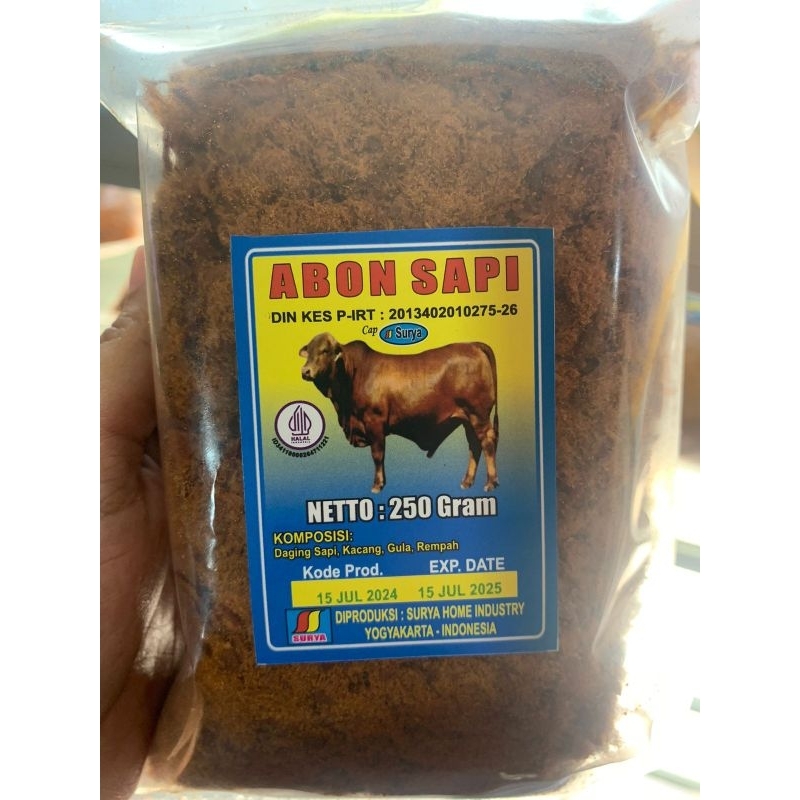 ABON SAPI
DIN KES P-IRT : 2013402010275-26
Cap Surya
HALAL
INDONESIA
NETTO : 250 Gram
KOMPOSISI:
Daging Sapi, Kacang, Gula, Rempah
Kode Prod. EXP. DATE
15 JUL 2024 15 JUL 2025
SURYA
DIPRODUKSI : SURYA HOME INDUSTRY
YOGYAKARTA - INDONESIA